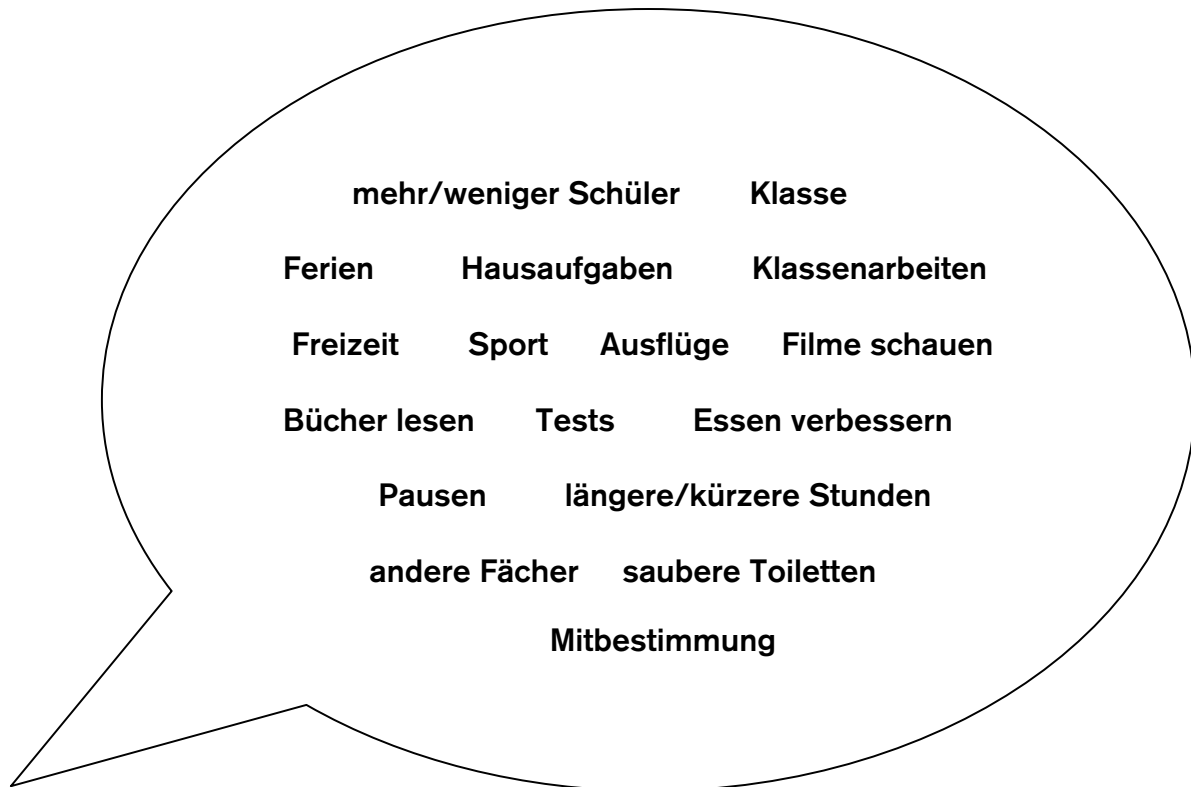 mehr/weniger Schüler Klasse
Ferien Hausaufgaben Klassenarbeiten
Freizeit Sport Ausflüge Filme schauen
Bücher lesen Tests Essen verbessern
Pausen längere/kürzere Stunden
andere Fächer saubere Toiletten
Mitbestimmung